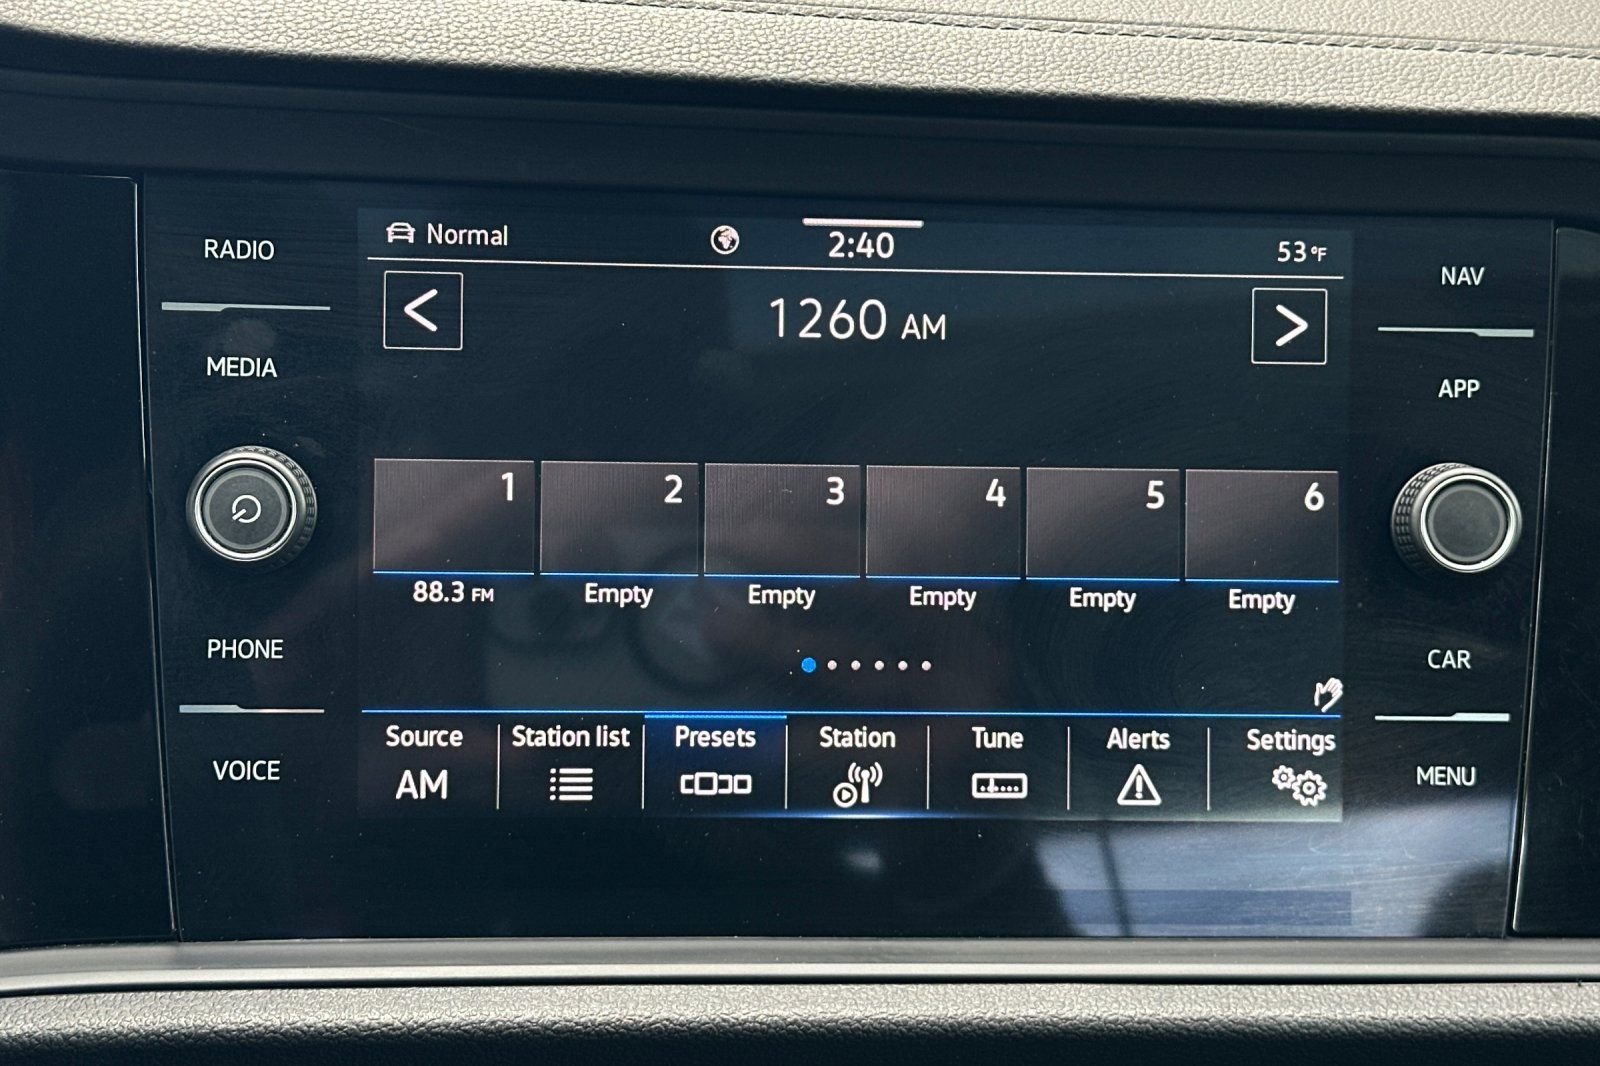 RADIO
MEDIA
PHONE
VOICE
Normal
2:40
53°F
<
1260 AM
>
1 2 3 4 5 6
88.3 FM Empty Empty Empty Empty Empty
Source Station list Presets Station Tune Alerts Settings
AM
NAV
APP
CAR
MENU